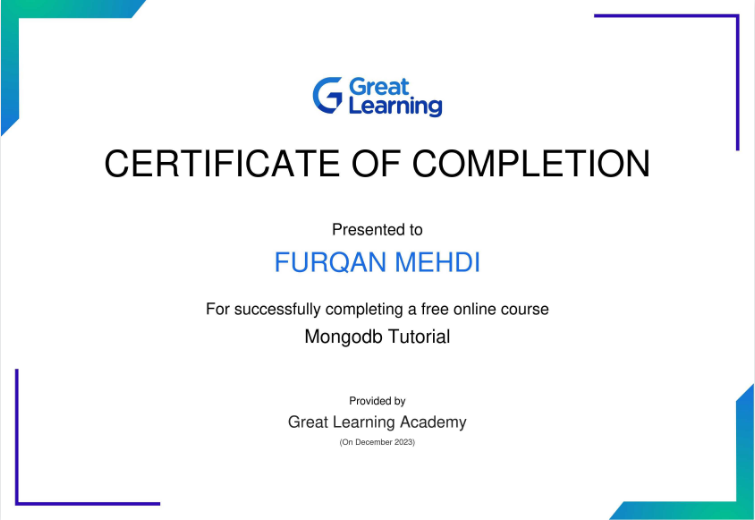 Great
Learning
CERTIFICATE OF COMPLETION
Presented to
FURQAN MEHDI
For successfully completing a free online course
Mongodb Tutorial
Provided by
Great Learning Academy
(On December 2023)